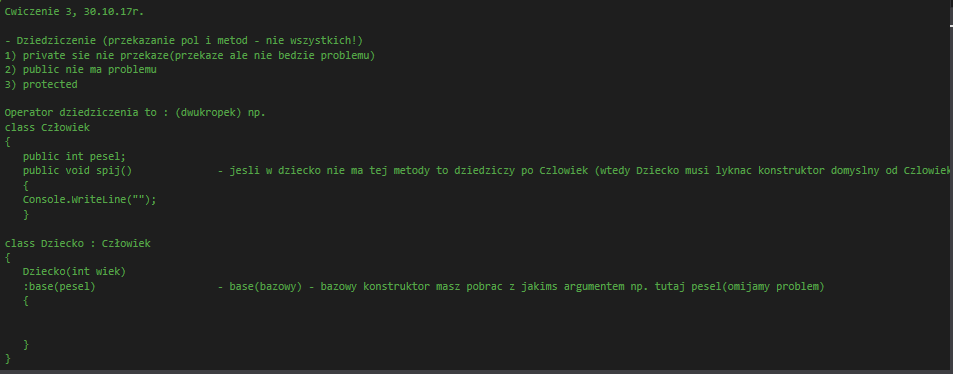 Cwiczenie 3, 30.10.17r.
- Dziedziczenie (przekazanie pol i metod - nie wszystkich!)
1) private sie nie przekaze(przekaze ale nie bedzie problemu)
2) public nie ma problemu
3) protected
Operator dziedziczenia to : (dwukropek) np.
class Człowiek
{
public int pesel;
public void spij() - jesli w dziecko nie ma tej metody to dziedziczy po Czlowiek (wtedy Dziecko musi lyknac konstruktor domyslny od Czlowiek
{
Console.WriteLine("");
}
class Dziecko : Człowiek
{
Dziecko(int wiek)
:base(pesel) - base(bazowy) - bazowy konstruktor masz pobrac z jakims argumentem np. tutaj pesel(omijamy problem)
{
}
}